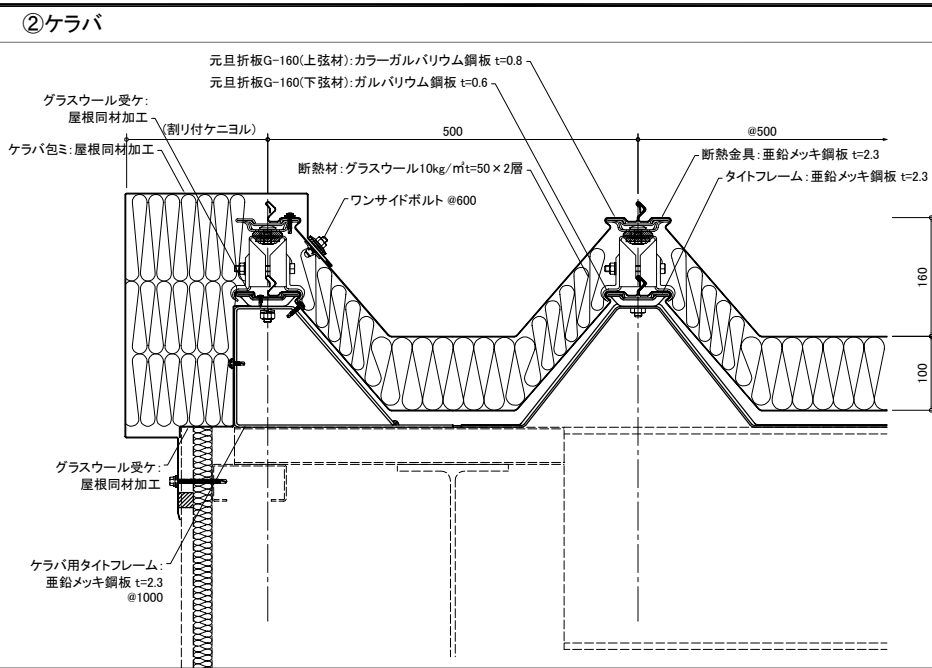 ②ケラバ
元旦折板G-160(上弦材):カラーガルバリウム鋼板 t=0.8
元旦折板G-160(下弦材):ガルバリウム鋼板 t=0.6
グラスウール受ケ:
屋根同材加工
(割り付ケニヨル)
500
@500
ケラバ包ミ:屋根同材加工
断熱金具:亜鉛メッキ鋼板 t=2.3
断熱材:グラスウール10kg/㎥t=50×2層
タイトフレーム:亜鉛メッキ鋼板 t=2.3
ワンサイドボルト @600
160
100
グラスウール受ケ:
屋根同材加工
ケラバ用タイトフレーム:
亜鉛メッキ鋼板 t=2.3
@1000